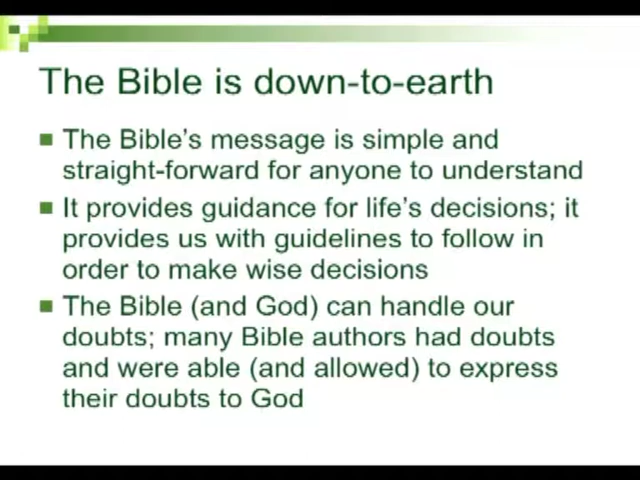 The Bible is down-to-earth
The Bible's message is simple and
straight-forward for anyone to understand
It provides guidance for life's decisions; it
provides us with guidelines to follow in
order to make wise decisions
The Bible (and God) can handle our
doubts; many Bible authors had doubts
and were able (and allowed) to express
their doubts to God